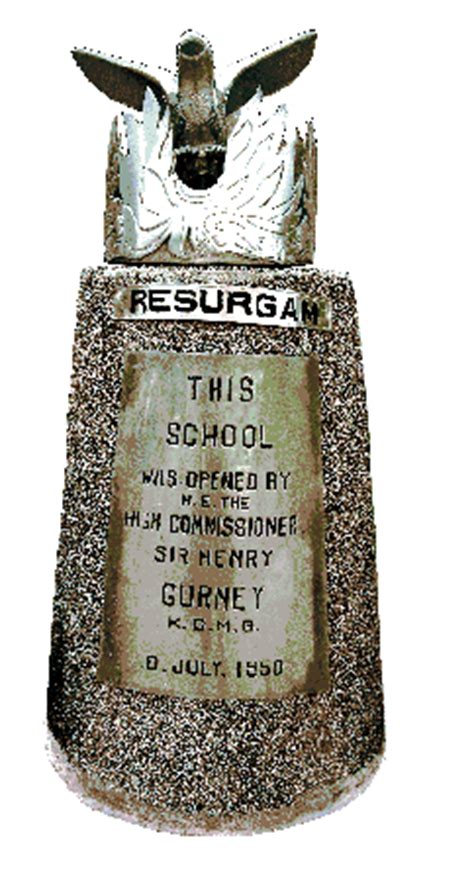 RESURGAM
THIS
SCHOOL
WAS OPENED BY
H.E. THE
HIGH COMMISSIONER
SIR HENRY
GURNEY
K.C.M.G.
JULY, 1950